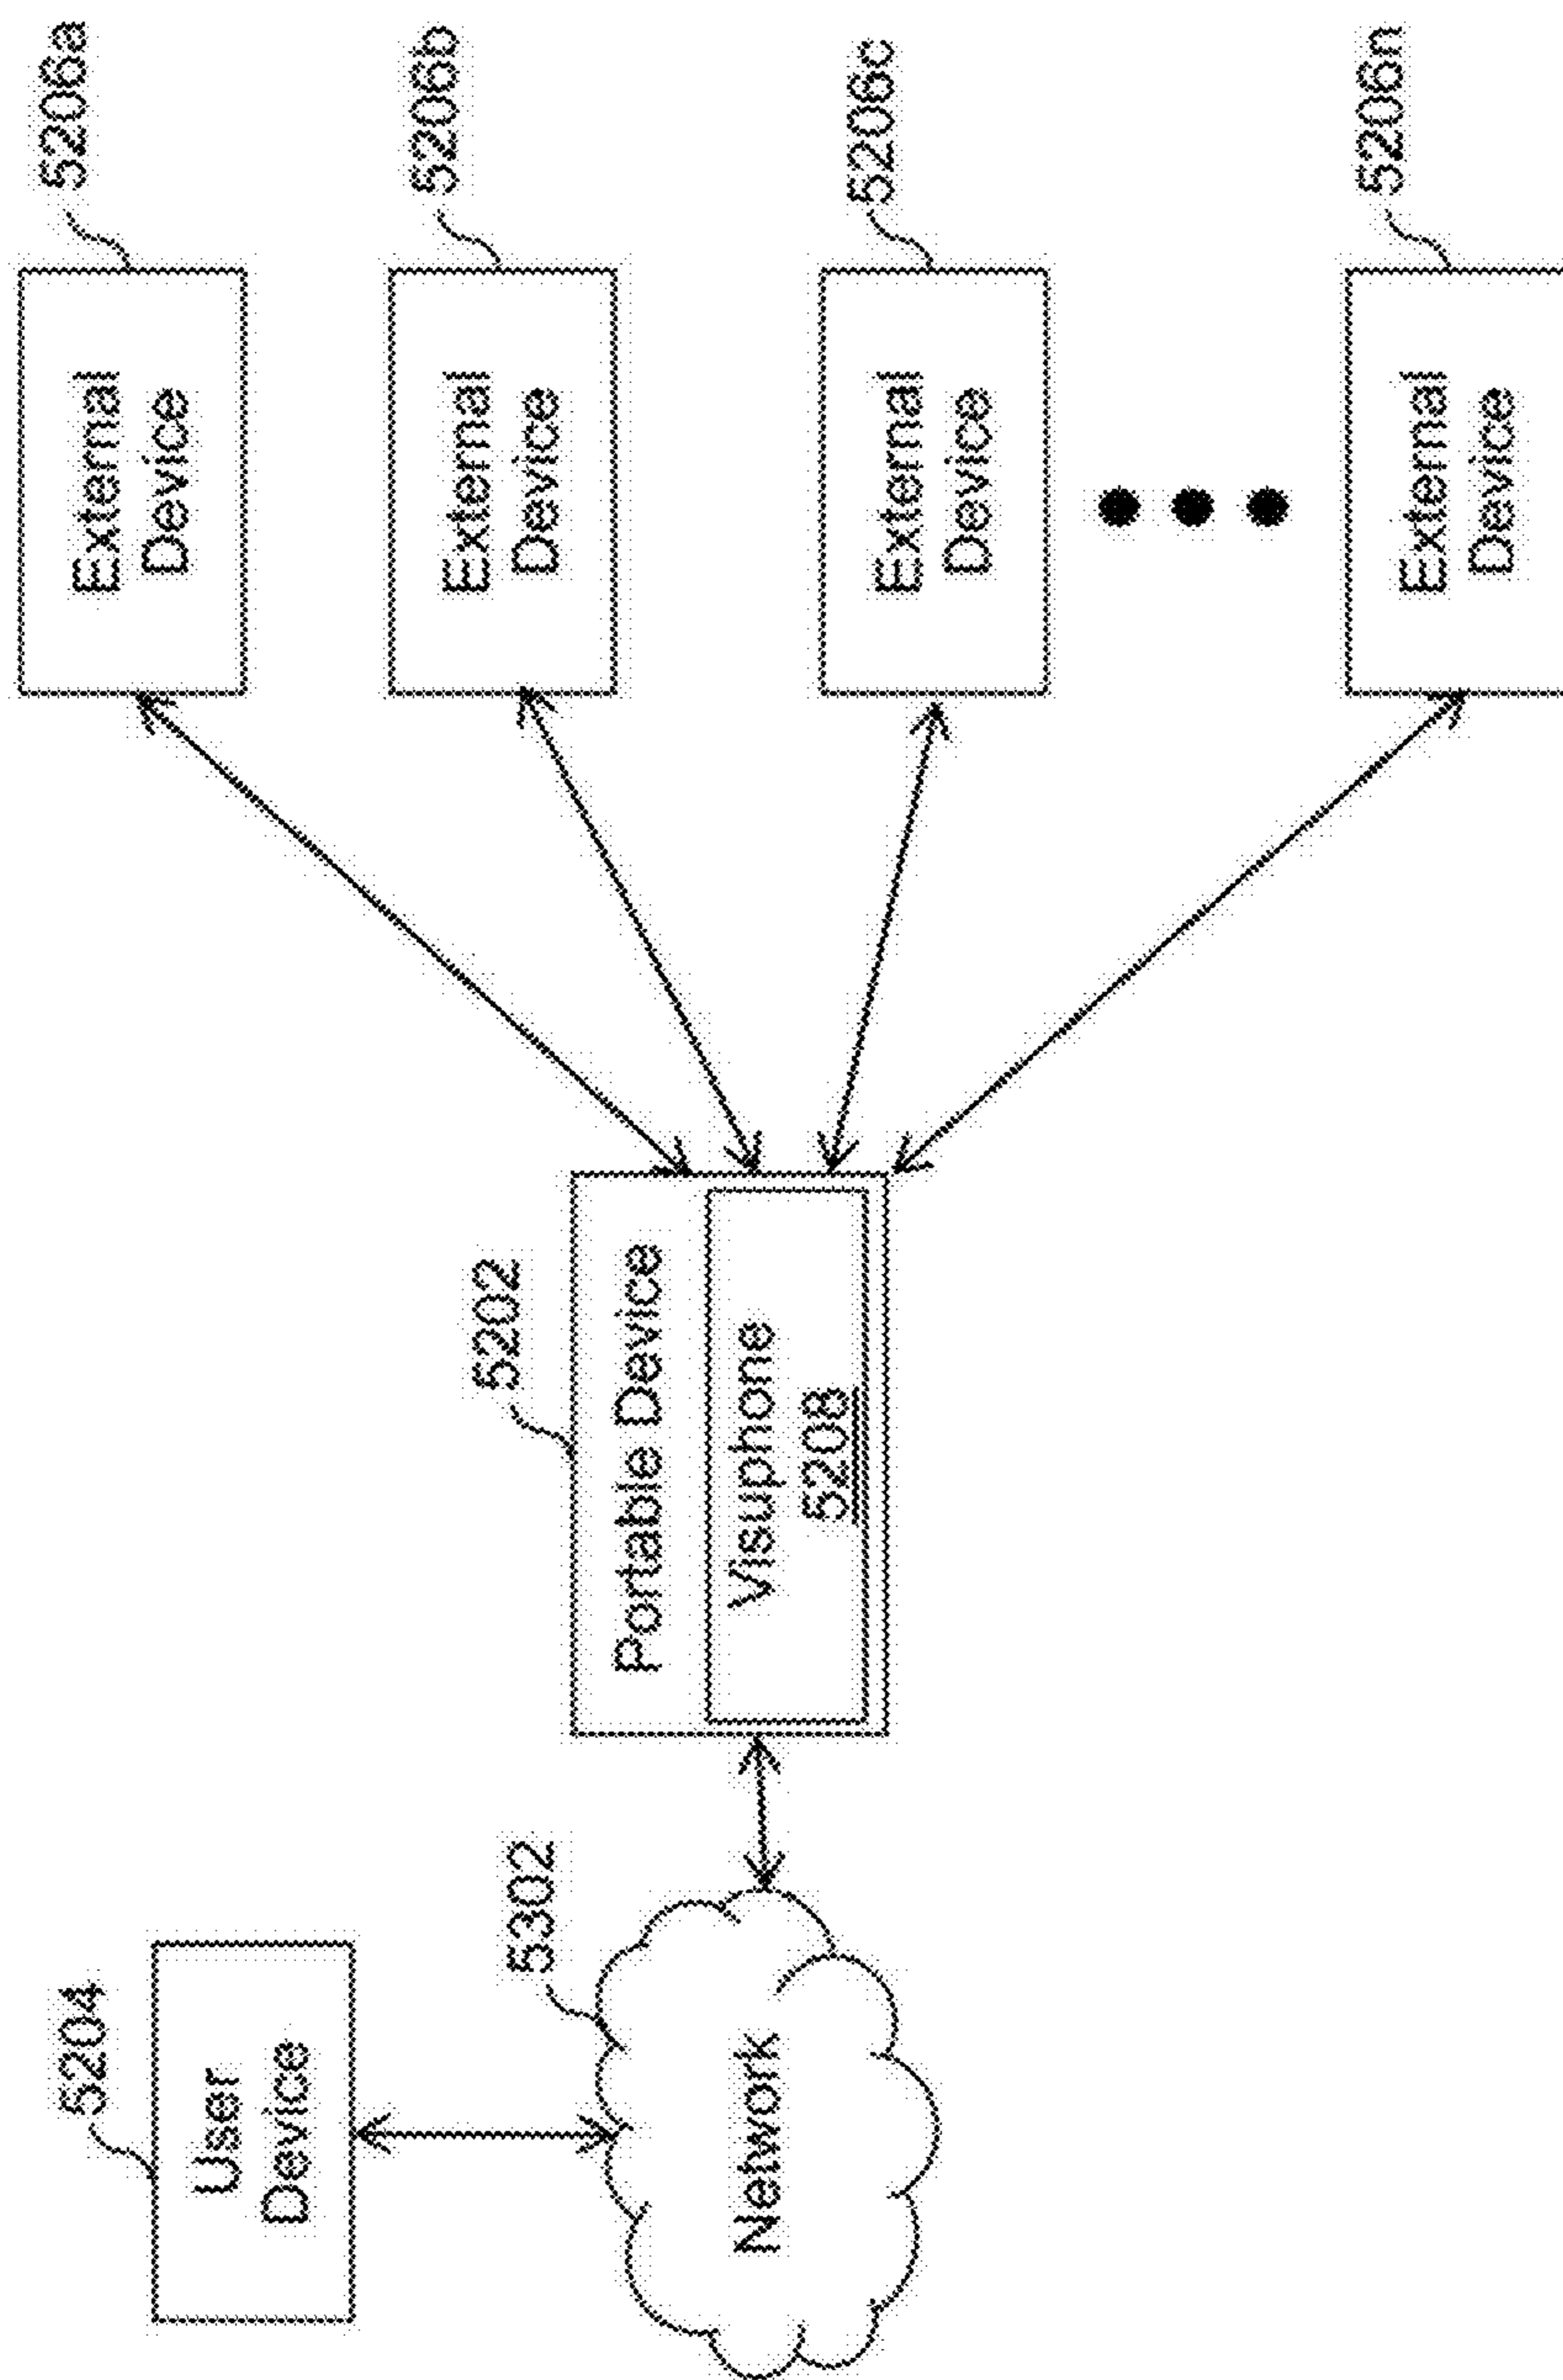 5204
User
Device
5302
Network
5202
Portable Device
Visuphone
5208
5206a
External
Device
5206b
External
Device
5206c
External
Device
5206n
External
Device